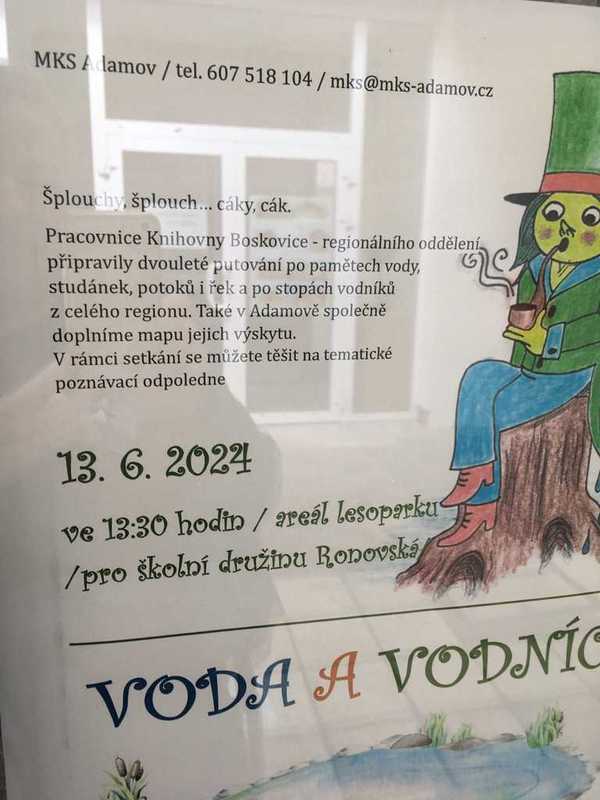 MKS Adamov / tel. 607 518 104 / mks@mks-adamov.cz
Šplouchy, šplouch... cáky, cák.
Pracovnice Knihovny Boskovice - regionálního oddělení
připravily dvouleté putování po pamětech vody,
studánek, potoků i řek a po stopách vodníků
z celého regionu. Také v Adamově společně
doplníme mapu jejich výskytu.
V rámci setkání se můžete těšit na tematické
poznávací odpoledne
13. 6. 2024
ve 13:30 hodin / areál lesoparku
/pro školní družinu Ronovská/
VODA A